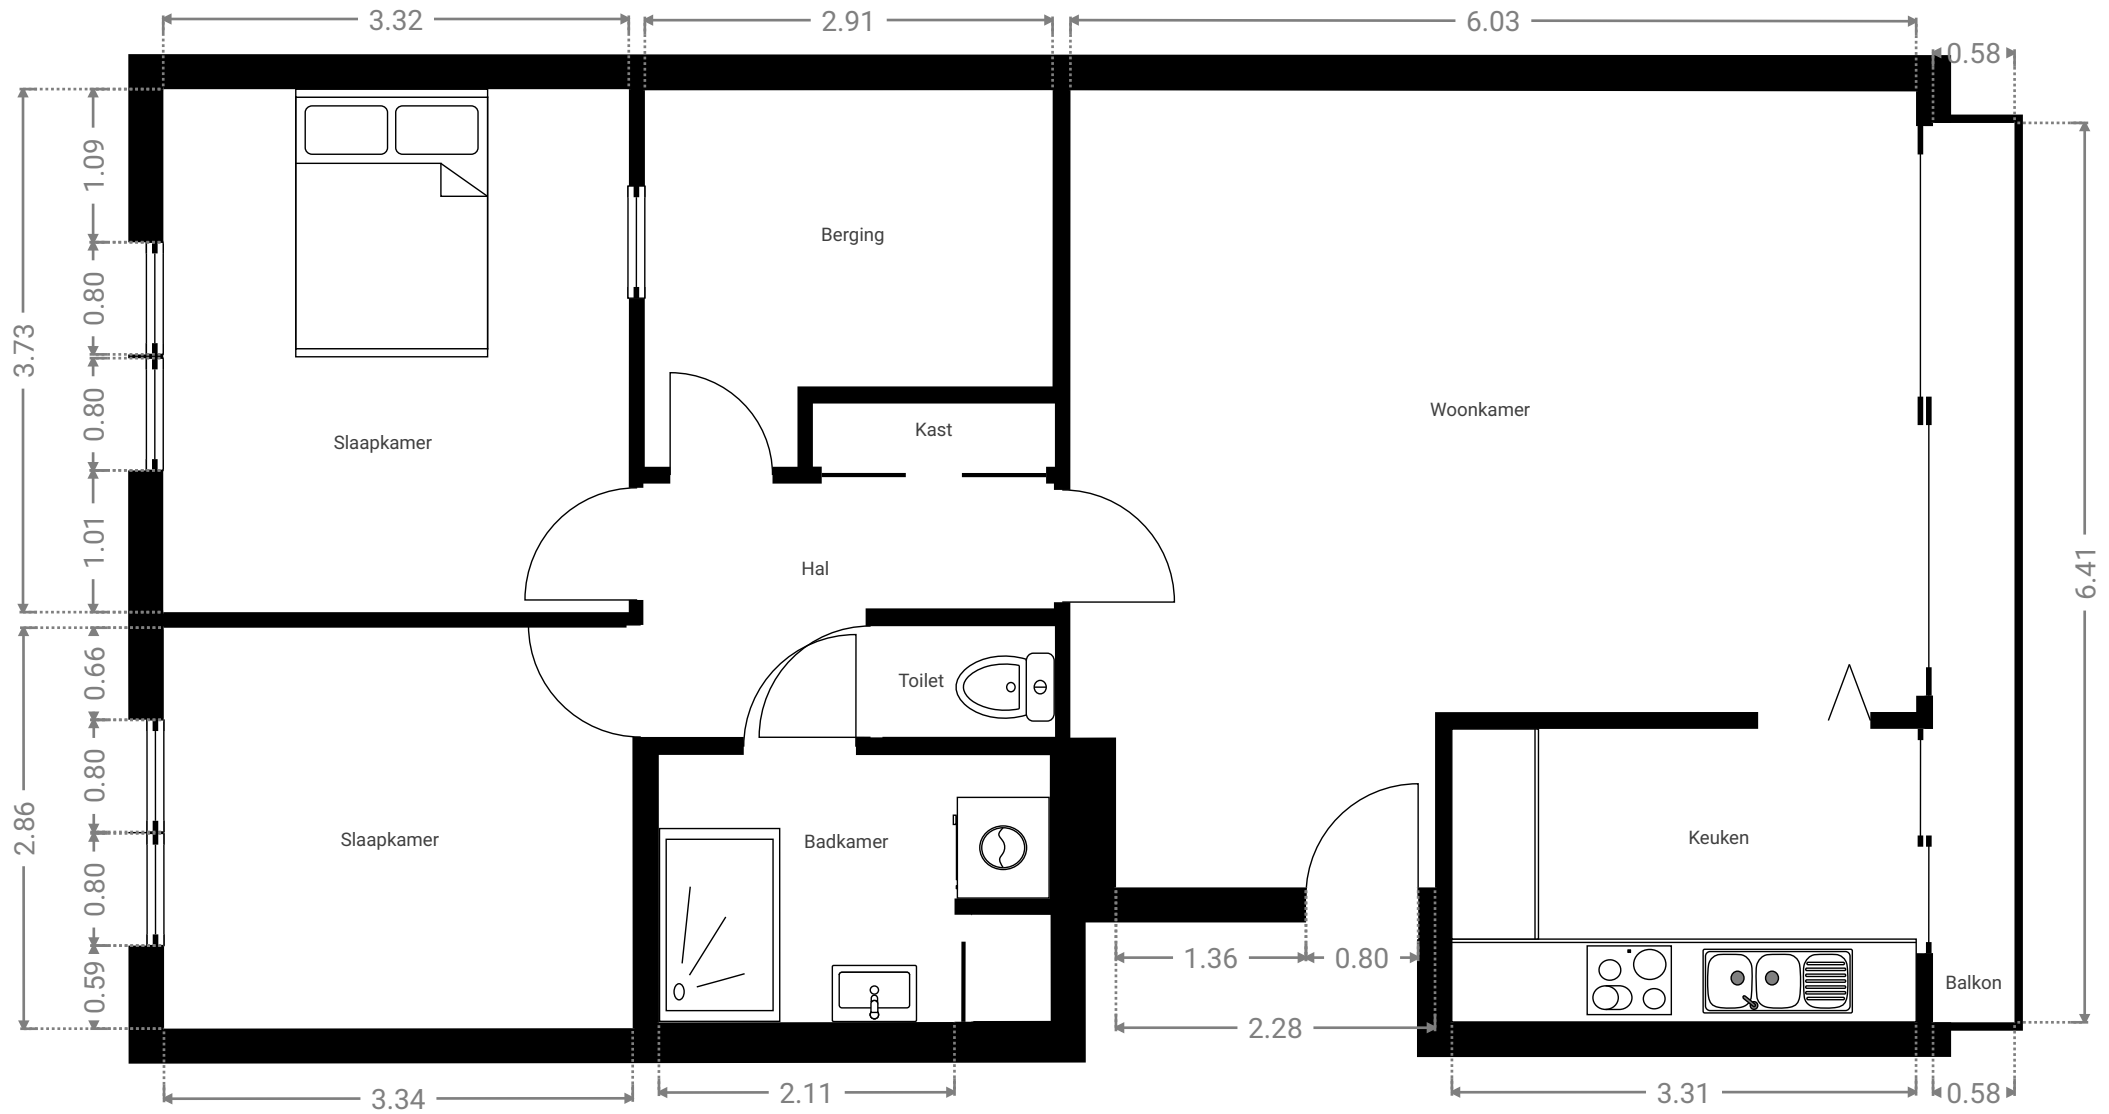 3.32
2.91
6.03
0.58
1.09
0.80
3.73
0.80
1.01
Berging
Kast
Slaapkamer
Woonkamer
Hal
6.41
0.66
0.80
2.86
0.80
0.59
Toilet
Slaapkamer
Badkamer
Keuken
1.36
0.80
Balkon
2.28
3.34
2.11
3.31
0.58